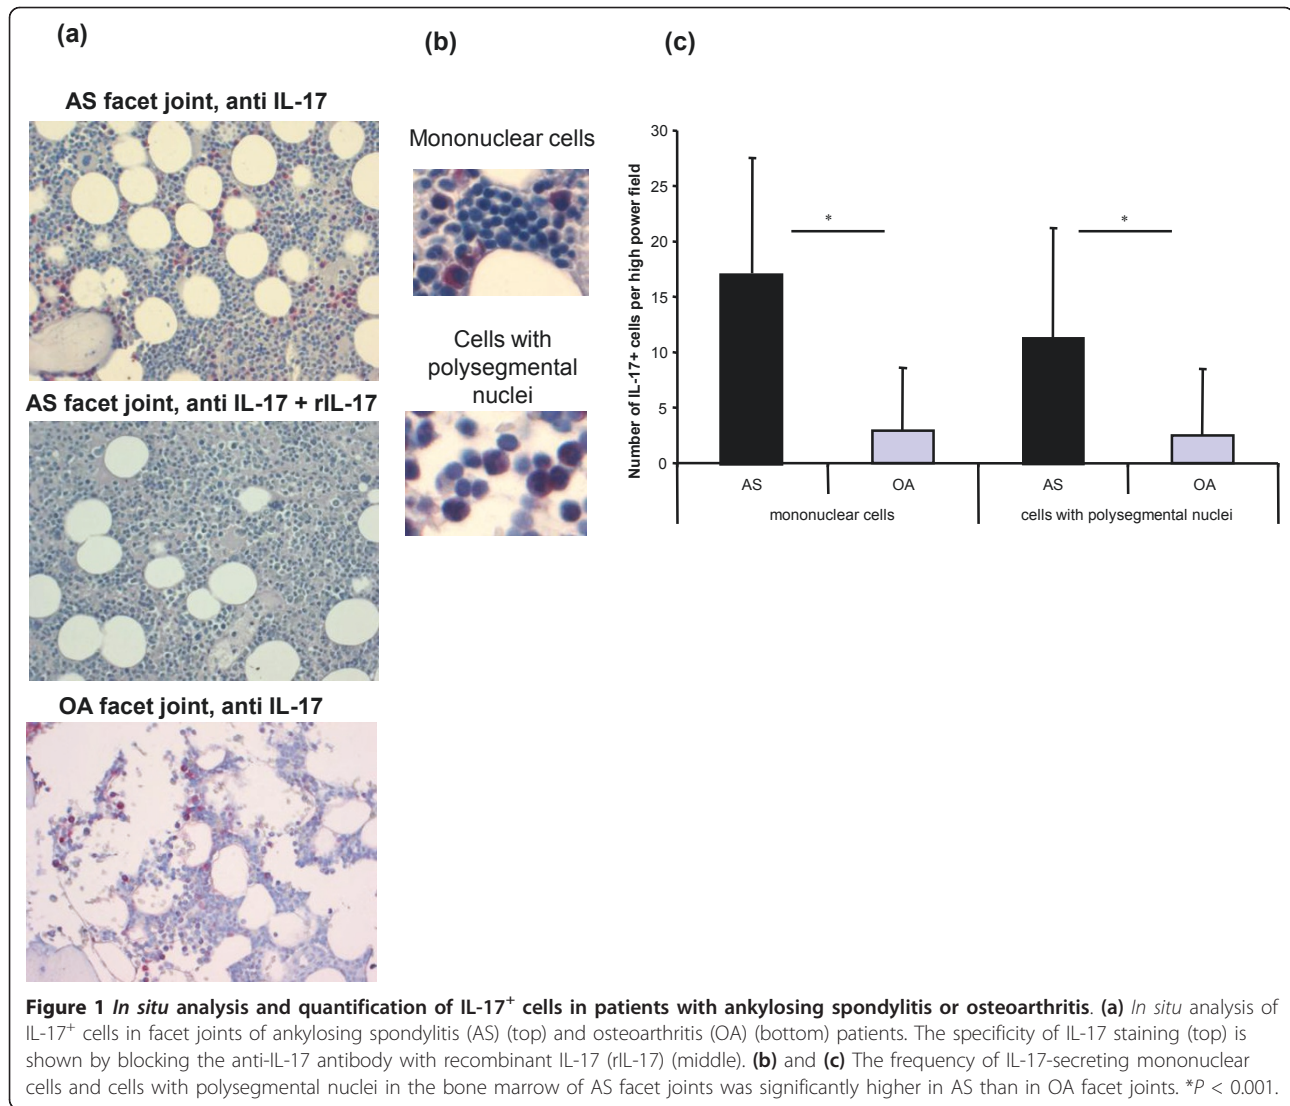 (a)
AS facet joint, anti IL-17
AS facet joint, anti IL-17 + rIL-17
OA facet joint, anti IL-17
(b)
Mononuclear cells
Cells with
polysegmental
nuclei
(c)
Number of IL-17+ cells per high power field
30
25
20
15
10
5
0
*
*
AS
OA
AS
OA
mononuclear cells
cells with polysegmental nuclei
Figure 1 In situ analysis and quantification of IL-17⁺ cells in patients with ankylosing spondylitis or osteoarthritis. (a) In situ analysis of
IL-17⁺ cells in facet joints of ankylosing spondylitis (AS) (top) and osteoarthritis (OA) (bottom) patients. The specificity of IL-17 staining (top) is
shown by blocking the anti-IL-17 antibody with recombinant IL-17 (rIL-17) (middle). (b) and (c) The frequency of IL-17-secreting mononuclear
cells and cells with polysegmental nuclei in the bone marrow of AS facet joints was significantly higher in AS than in OA facet joints. *P < 0.001.